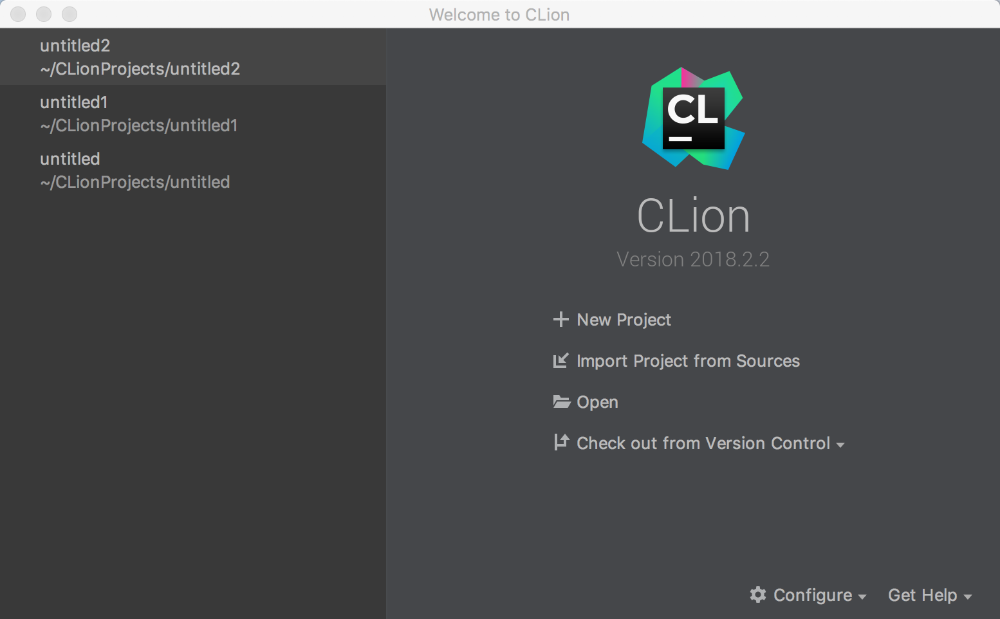 Welcome to CLion
untitled2
~/CLionProjects/untitled2
untitled1
~/CLionProjects/untitled1
untitled
~/CLionProjects/untitled
CL
CLion
Version 2018.2.2
New Project
Import Project from Sources
Open
Check out from Version Control
Configure
Get Help